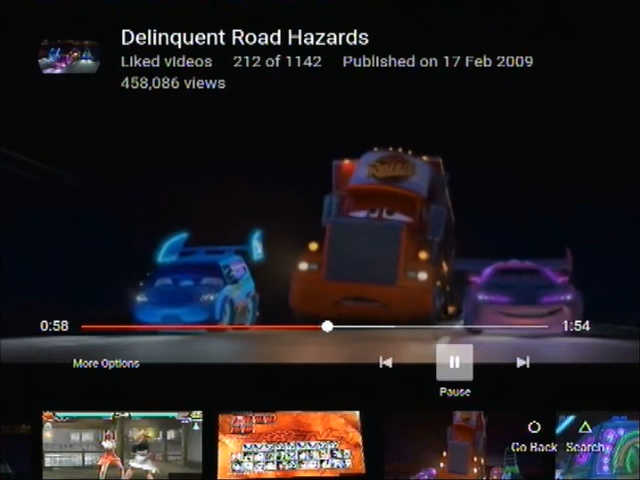 Delinquent Road Hazards
Liked videos 212 of 1142 Published on 17 Feb 2009
458,086 views
0:58 1:54
More Options
Pause
Go Back Search